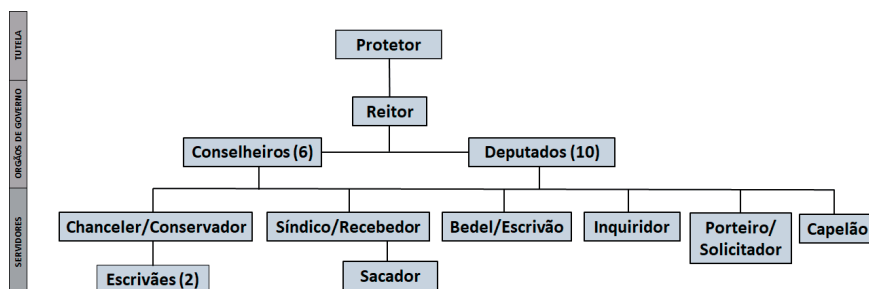 TUTELA
Protetor
ORGÃOS DE GOVERNO
Reitor
Conselheiros (6)
Deputados (10)
SERVIDORES
Chanceler/Conservador
Síndico/Recebedor
Bedel/Escrivão
Inquiridor
Porteiro/
Solicitador
Capelão
Escrivães (2)
Sacador